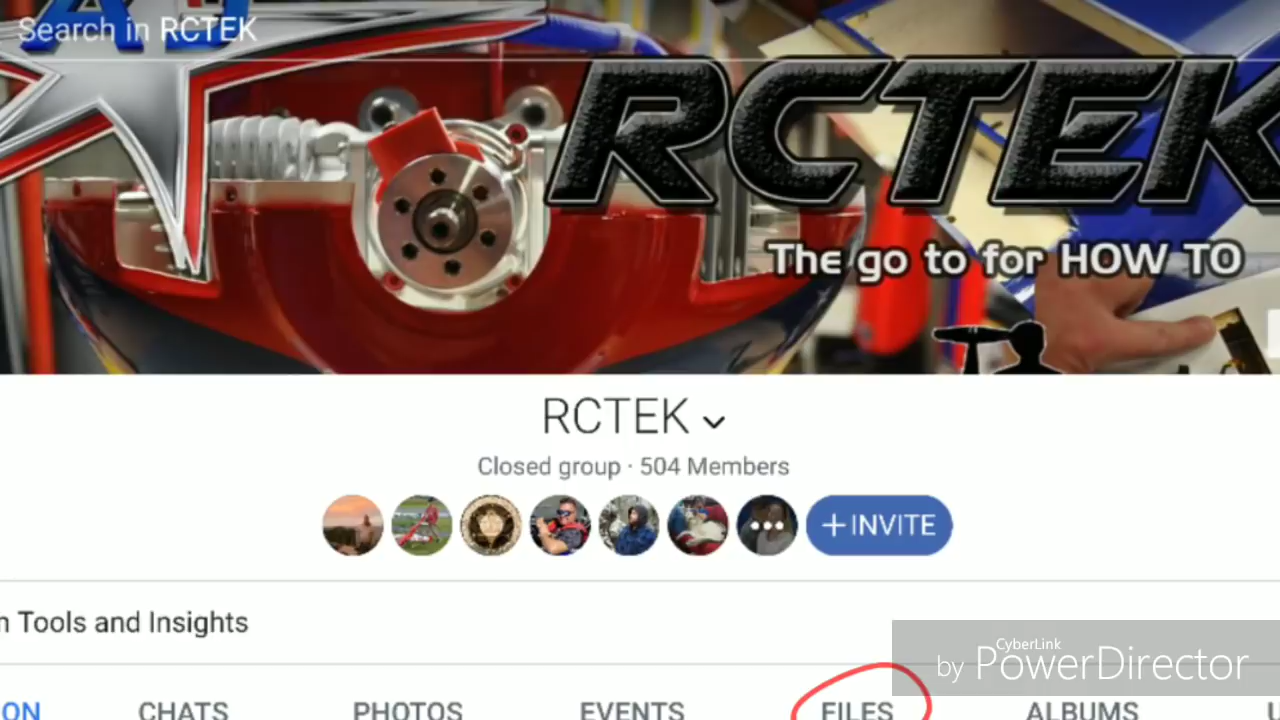 Search in RCTEK
RCTEK
The go to for HOW TO
RCTEK
Closed group · 504 Members
+INVITE
Tools and Insights
CyberLink
by PowerDirector
ON
CHATS
PHOTOS
EVENTS
FILES
ALBUMS